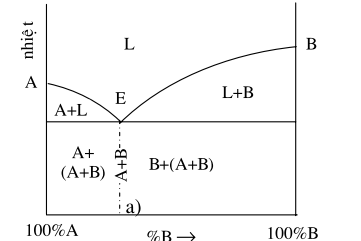 nhiệt
L
B
A
E
L+B
A+L
A+
(A+B)
A+B
B+(A+B)
a)
100%A
%B →
100%B